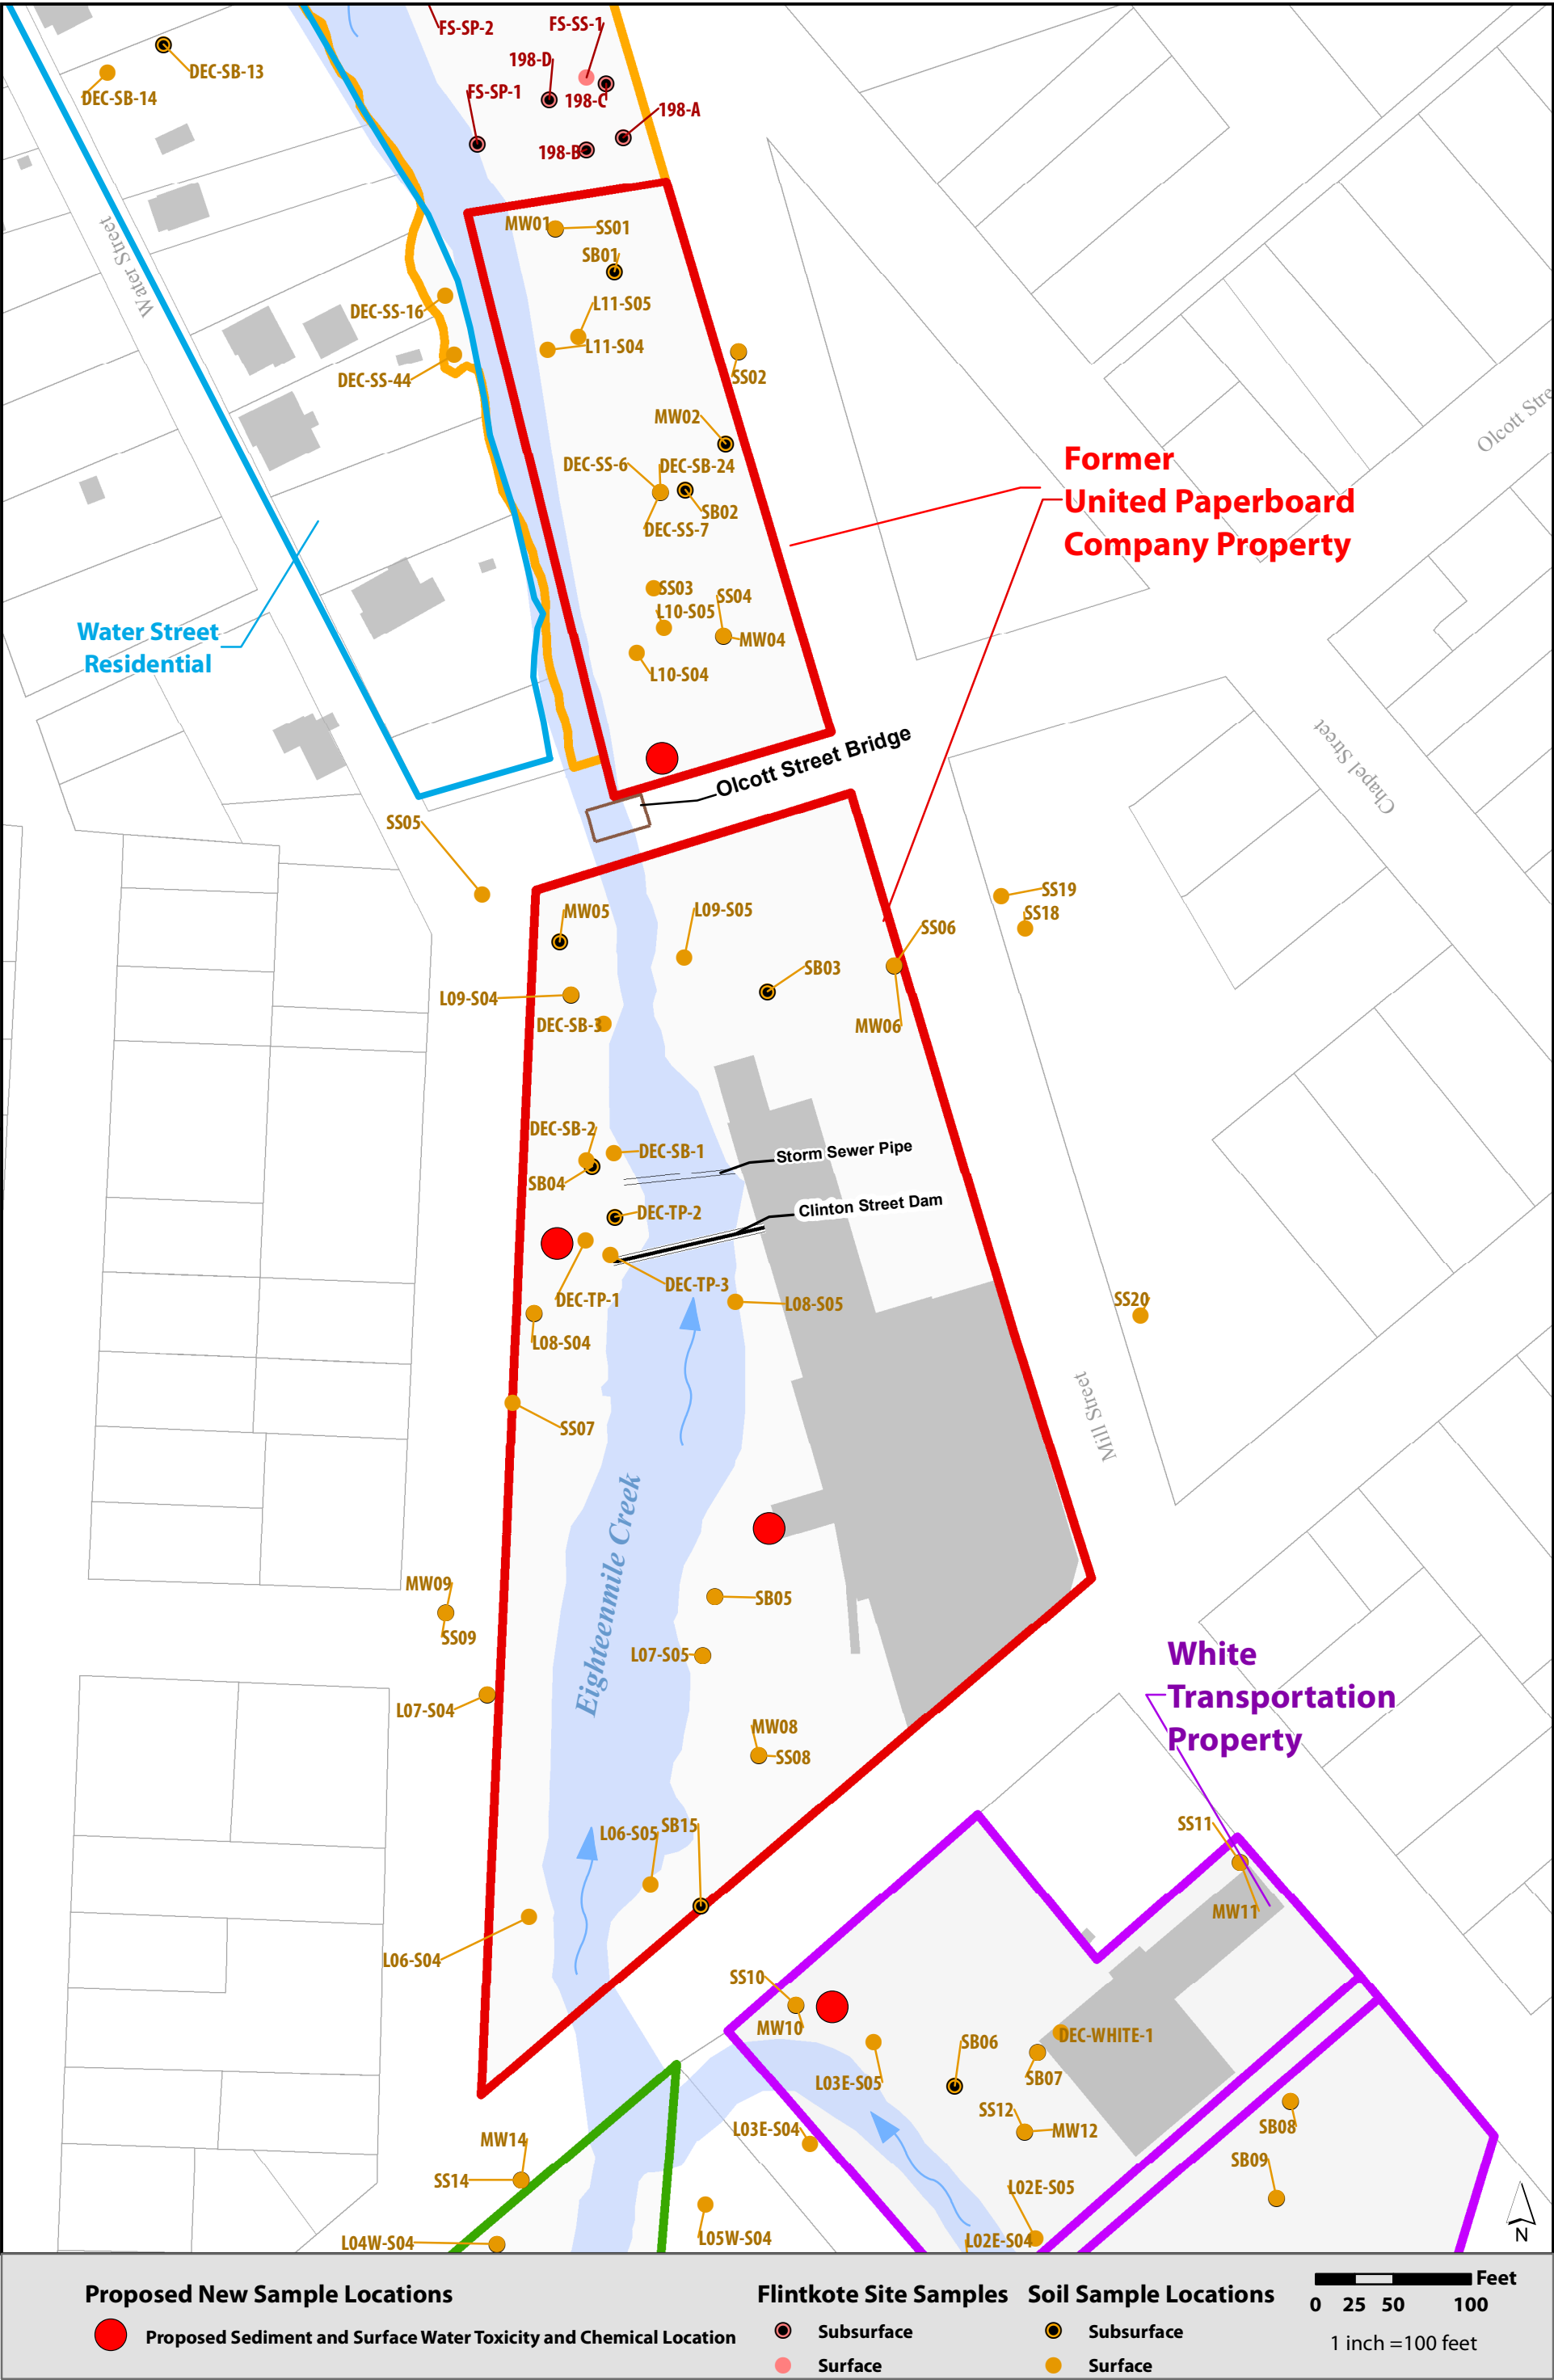 FS-SP-2
FS-SS-1
198-D
FS-SP-1
198-C
198-A
198-B
DEC-SB-13
DEC-SB-14
Water Street
MW01
SS01
SB01
L11-S05
L11-S04
DEC-SS-16
DEC-SS-44
SS02
MW02
DEC-SS-6
DEC-SB-24
SB02
DEC-SS-7
Olcott Stre
Former
United Paperboard
Company Property
SS03
SS04
L10-S05
MW04
L10-S04
Water Street
Residential
Olcott Street Bridge
Chapel Street
SS05
MW05
L09-S05
SS19
SS18
SS06
SB03
L09-S04
DEC-SB-3
MW06
DEC-SB-2
DEC-SB-1
Storm Sewer Pipe
SB04
DEC-TP-2
Clinton Street Dam
DEC-TP-3
DEC-TP-1
L08-S05
L08-S04
SS20
Mill Street
SS07
Eighteenmile Creek
MW09
SS09
SB05
L07-S05
L07-S04
White
Transportation
Property
MW08
SS08
L06-S05
SB15
SS11
MW11
L06-S04
SS10
MW10
L03E-S05
SB06
DEC-WHITE-1
SB07
SS12
MW12
L03E-S04
SB08
SB09
MW14
SS14
L02E-S05
L04W-S04
L05W-S04
L02E-S04
N
Proposed New Sample Locations
Proposed Sediment and Surface Water Toxicity and Chemical Location
Flintkote Site Samples
Subsurface
Surface
Soil Sample Locations
Subsurface
Surface
Feet
0 25 50 100
1 inch =100 feet